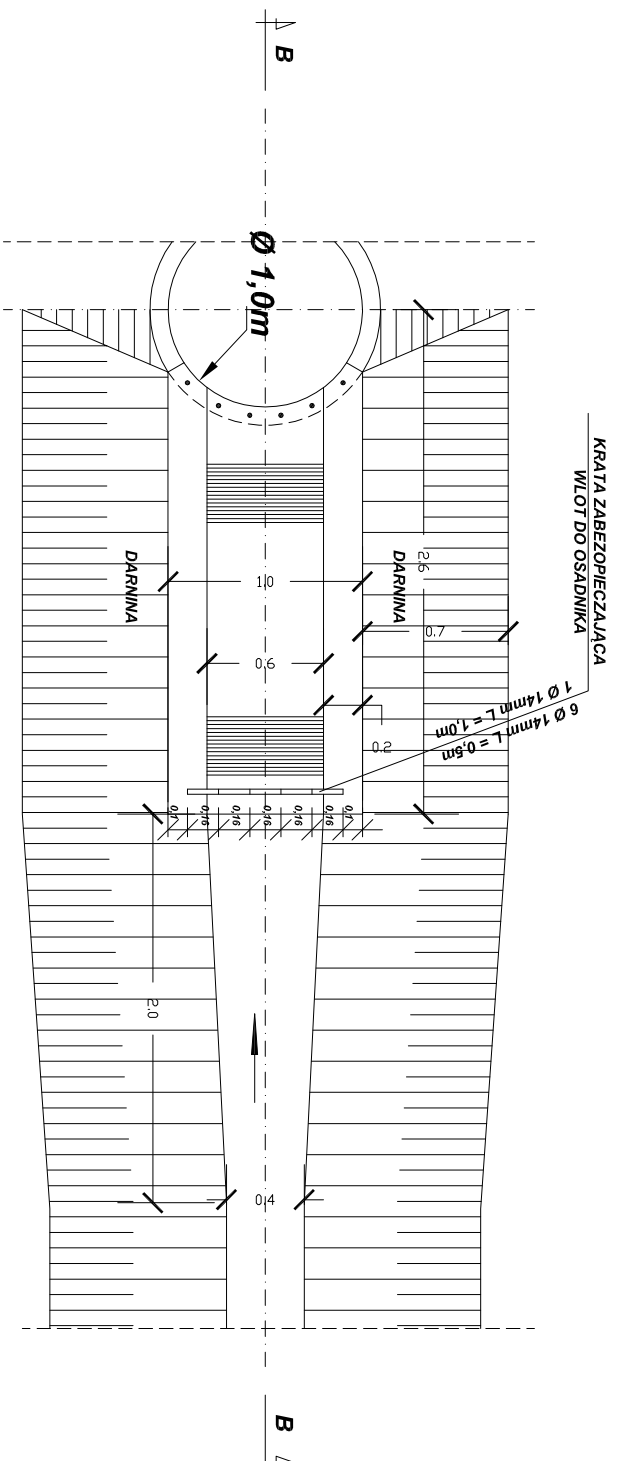 B
KRATA ZABEZOPIECZAJĄCA
WLOT DO OSADNIKA
1 Ø 14mm L = 1,0m
6 Ø 14mm L = 0,5m
Ø 1,0m
DARNINA
DARNINA
2.6
1.0
0.7
0.6
0.2
0,1
0,16
0,16
0,16
0,16
0,16
0,1
2.0
0.4
B